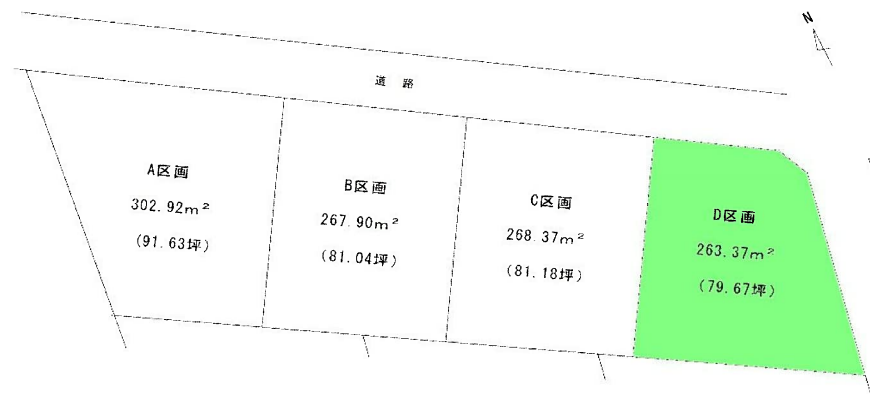 N
道路
A区画
302.92m²
(91.63坪)
B区画
267.90m²
(81.04坪)
C区画
268.37m²
(81.18坪)
D区画
263.37m²
(79.67坪)